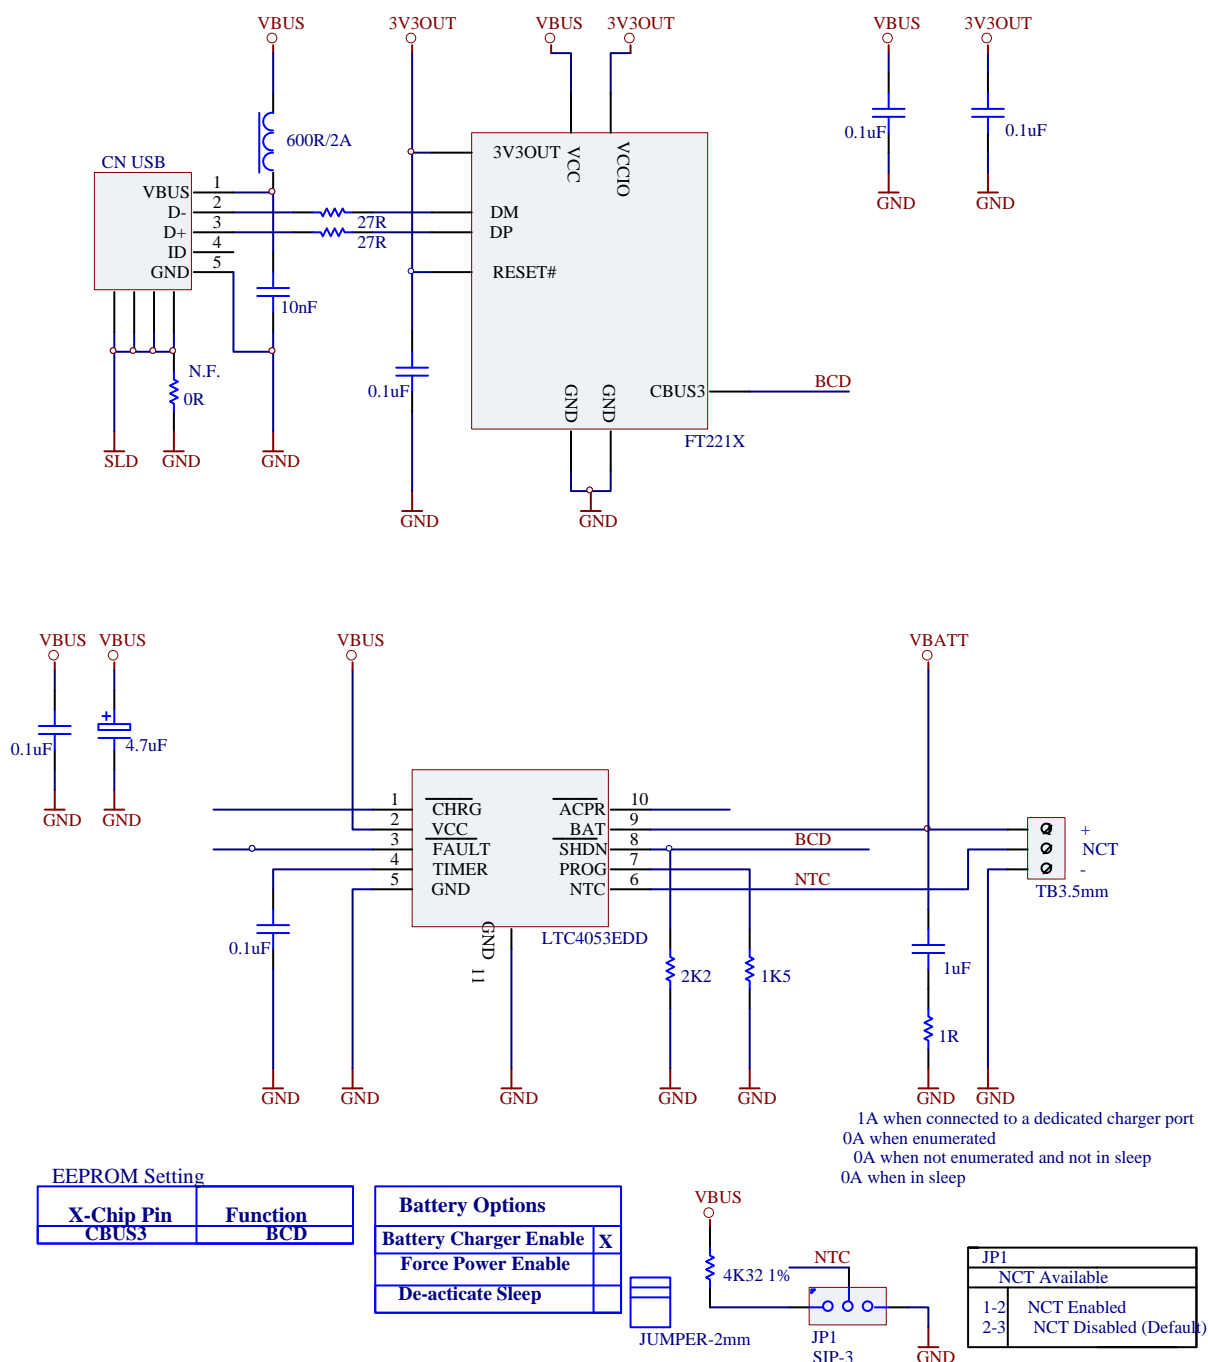 VBUS 3V3OUT VBUS 3V3OUT VBUS 3V3OUT
600R/2A
0.1uF 0.1uF
GND GND
CN USB
VBUS 1
D- 2
D+ 3
ID 4
GND 5
27R
27R
10nF
N.F.
0R
SLD GND GND
0.1uF
GND
3V3OUT
VCC
VCCIO
DM
DP
RESET#
CBUS3
BCD
GND
GND
FT221X
GND
VBUS VBUS VBUS VBATT
0.1uF
+
4.7uF
GND GND
1 CHRG
2 VCC
3 FAULT
4 TIMER
5 GND
GND 11
ACPR 10
BAT 9
SHDN 8
PROG 7
NTC 6
LTC4053EDD
BCD
NTC
+
NCT
-
TB3.5mm
0.1uF
2K2
1K5
1uF
1R
GND GND GND GND GND GND GND
1A when connected to a dedicated charger port
0A when enumerated
0A when not enumerated and not in sleep
0A when in sleep
EEPROM Setting
X-Chip Pin Function
CBUS3 BCD
Battery Options
Battery Charger Enable X
Force Power Enable
De-acticate Sleep
JUMPER-2mm
VBUS
4K32 1%
NTC
JP1
SIP-3
GND
JP1
NCT Available
1-2 NCT Enabled
2-3 NCT Disabled (Default)